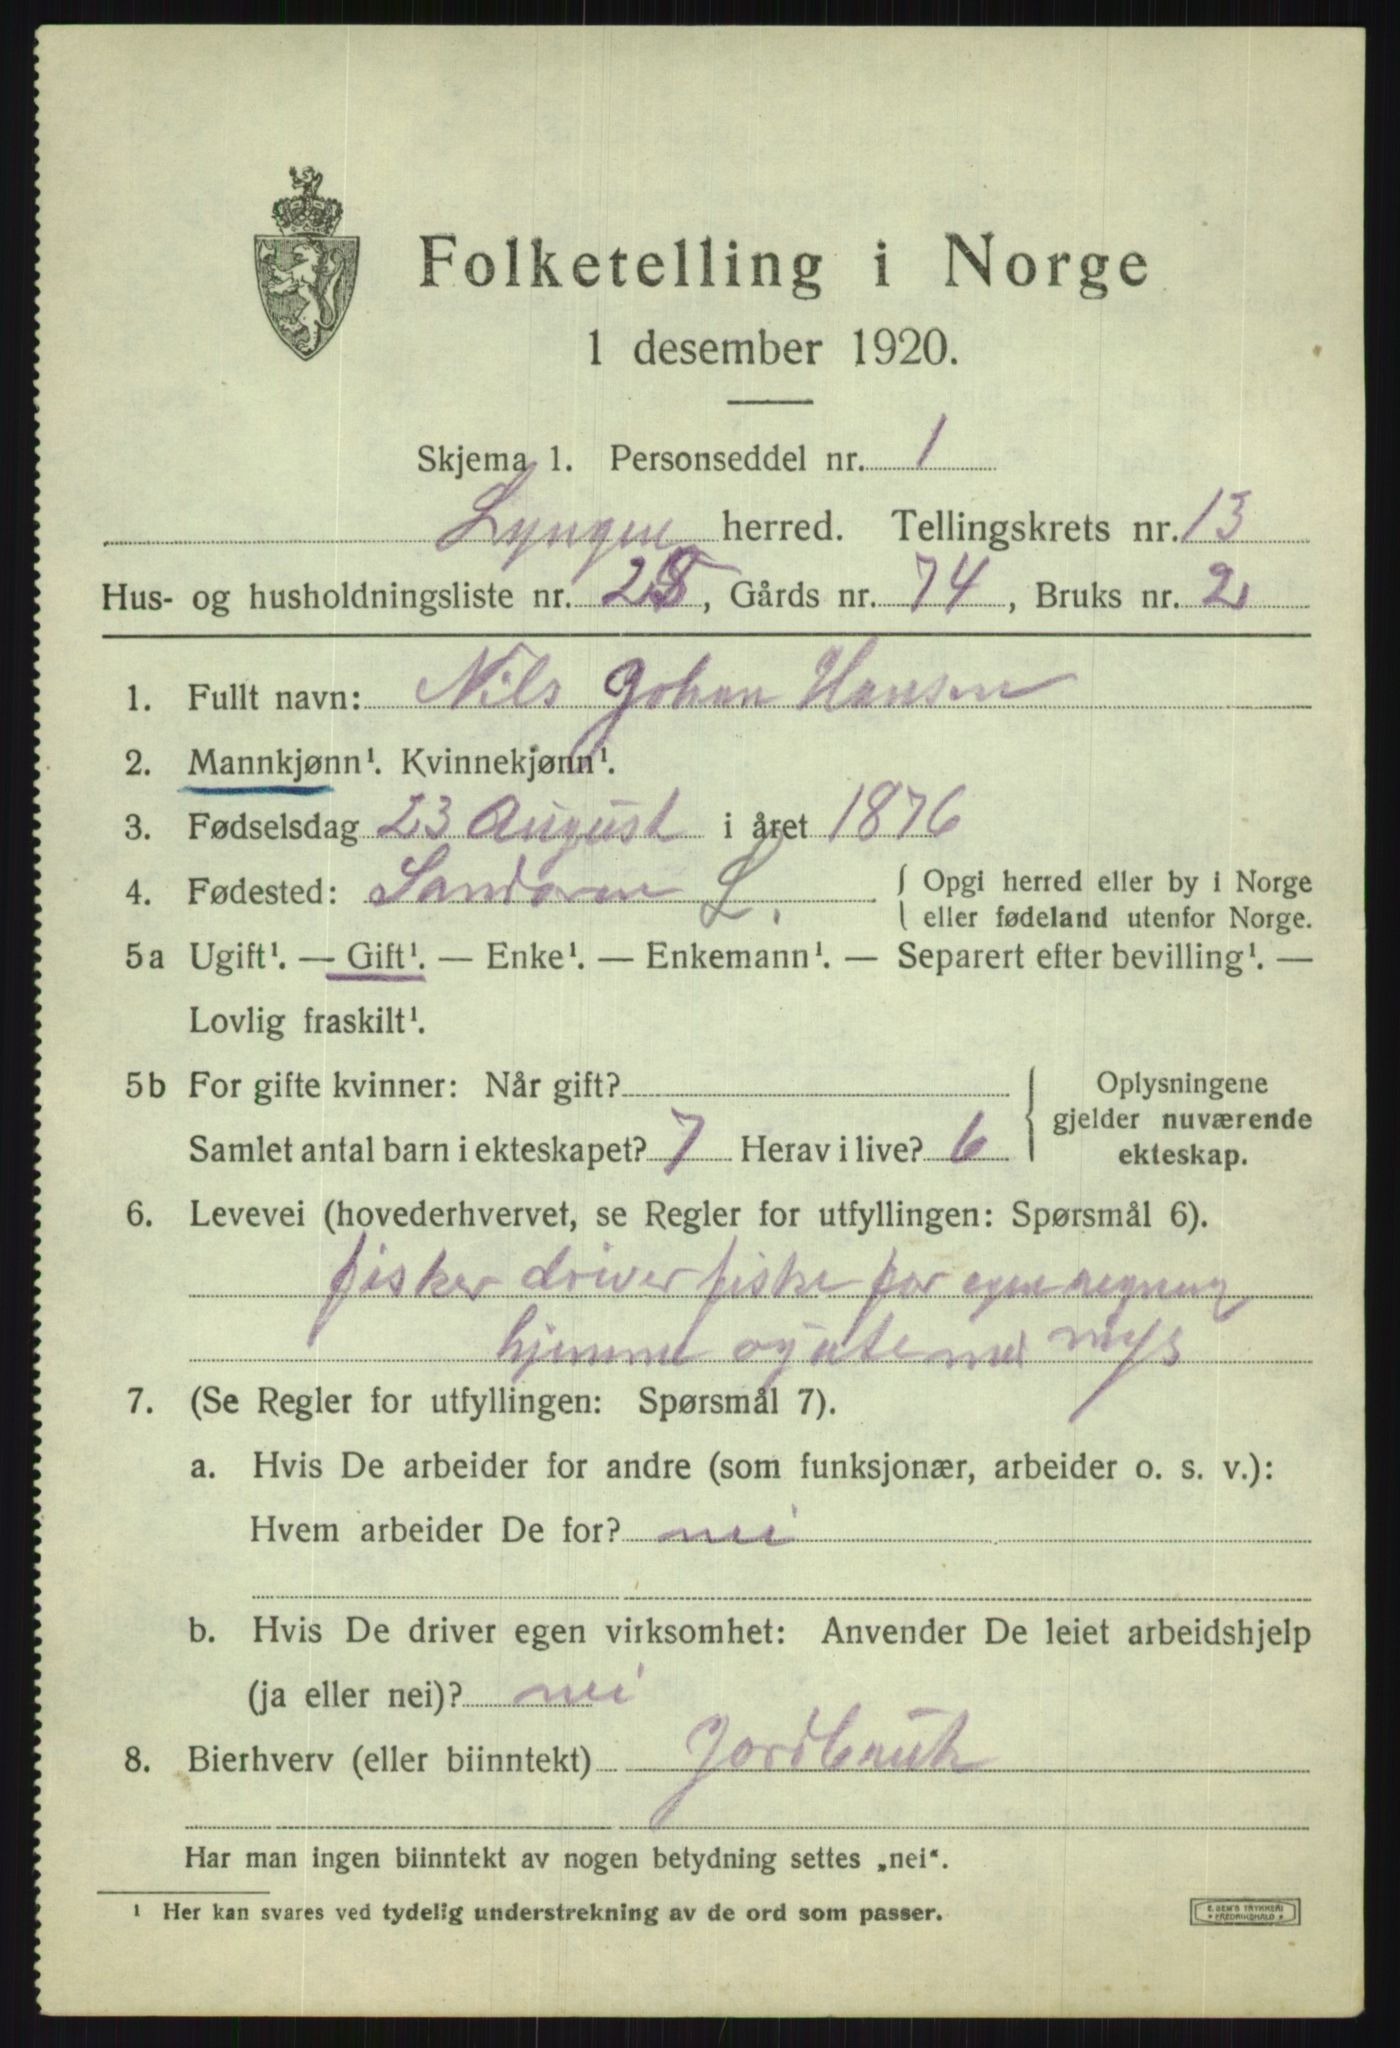 Folketelling i Norge
1 desember 1920.
Skjema 1. Personseddel nr. 1
Lyngen herred. Tellingskrets nr. 13
Hus- og husholdningsliste nr. 28, Gårds nr. 74, Bruks nr. 2
1. Fullt navn: Nils Johan Hansen
2. Mannkjønn¹. Kvinnekjønn¹.
3. Fødselsdag 23 August i året 1876
4. Fødested: L. { Opgi herred eller by i Norge
eller fødeland utenfor Norge.
5a Ugift¹. — Gift¹. — Enke¹. — Enkemann¹. — Separert efter bevilling¹. —
Lovlig fraskilt¹.
5b For gifte kvinner: Når gift?
Samlet antal barn i ekteskapet? 7 Herav i live? 6
Oplysningene
gjelder nuværende
ekteskap.
6. Levevei (hovederhvervet, se Regler for utfyllingen: Spørsmål 6).
fisker driver fiske for egen regning
hjemme og ute med
7. (Se Regler for utfyllingen: Spørsmål 7).
a. Hvis De arbeider for andre (som funksjonær, arbeider o. s. v.):
Hvem arbeider De for? nei
b. Hvis De driver egen virksomhet: Anvender De leiet arbeidshjelp
(ja eller nei)? nei
8. Bierhverv (eller biinntekt) Jordbruk
Har man ingen biinntekt av nogen betydning settes „nei“.
¹ Her kan svares ved tydelig understrekning av de ord som passer.
E. SEM'S TRYKKERI
FREDRIKSHALD